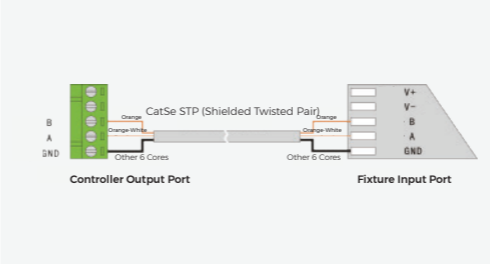 CatSe STP (Shielded Twisted Pair)
Orange
Orange
V+
V-
B
B
Orange-White
Orange-White
A
A
GND
GND
Other 6 Cores
Other 6 Cores
Controller Output Port
Fixture Input Port